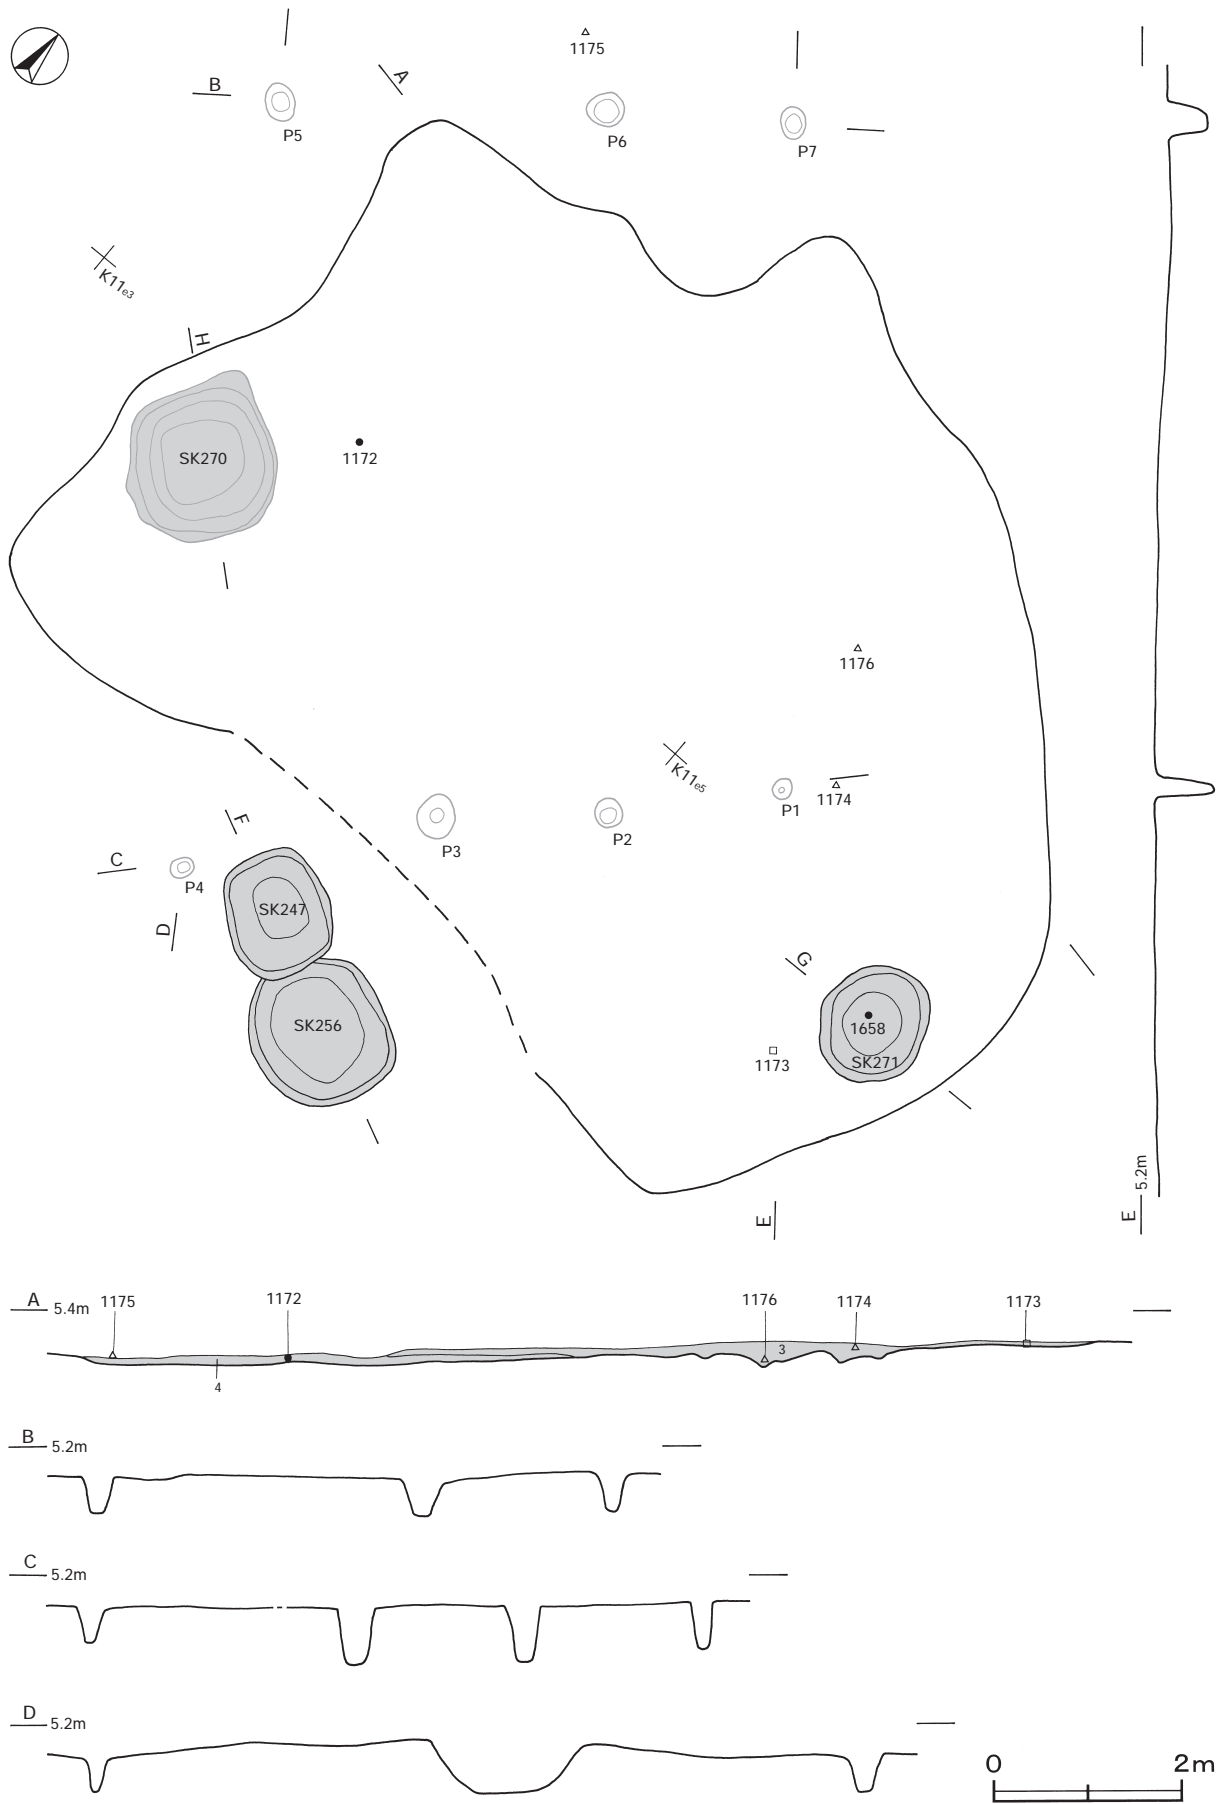 1175
A
B
P5
P6
P7
K11e3
H
SK270
1172
1176
K11e5
P1
1174
P3
P2
F
C
P4
SK247
D
G
SK256
1658
SK271
1173
E
E 5.2m
A 5.4m 1175 1172 1176 1174 1173
3
4
B 5.2m
C 5.2m
D 5.2m
0 2m